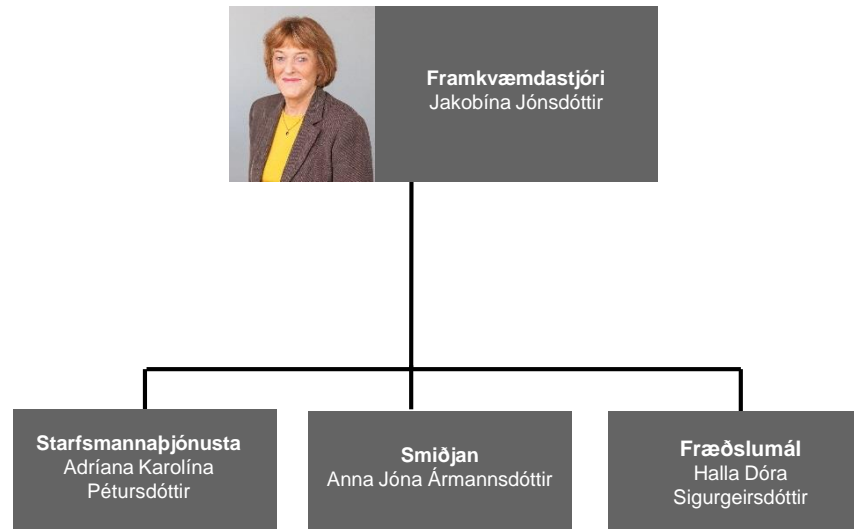 Framkvæmdastjóri
Jakobína Jónsdóttir
Starfsmannaþjónusta
Adríana Karolína
Pétursdóttir
Smiðjan
Anna Jóna Ármannsdóttir
Fræðslumál
Halla Dóra
Sigurgeirsdóttir